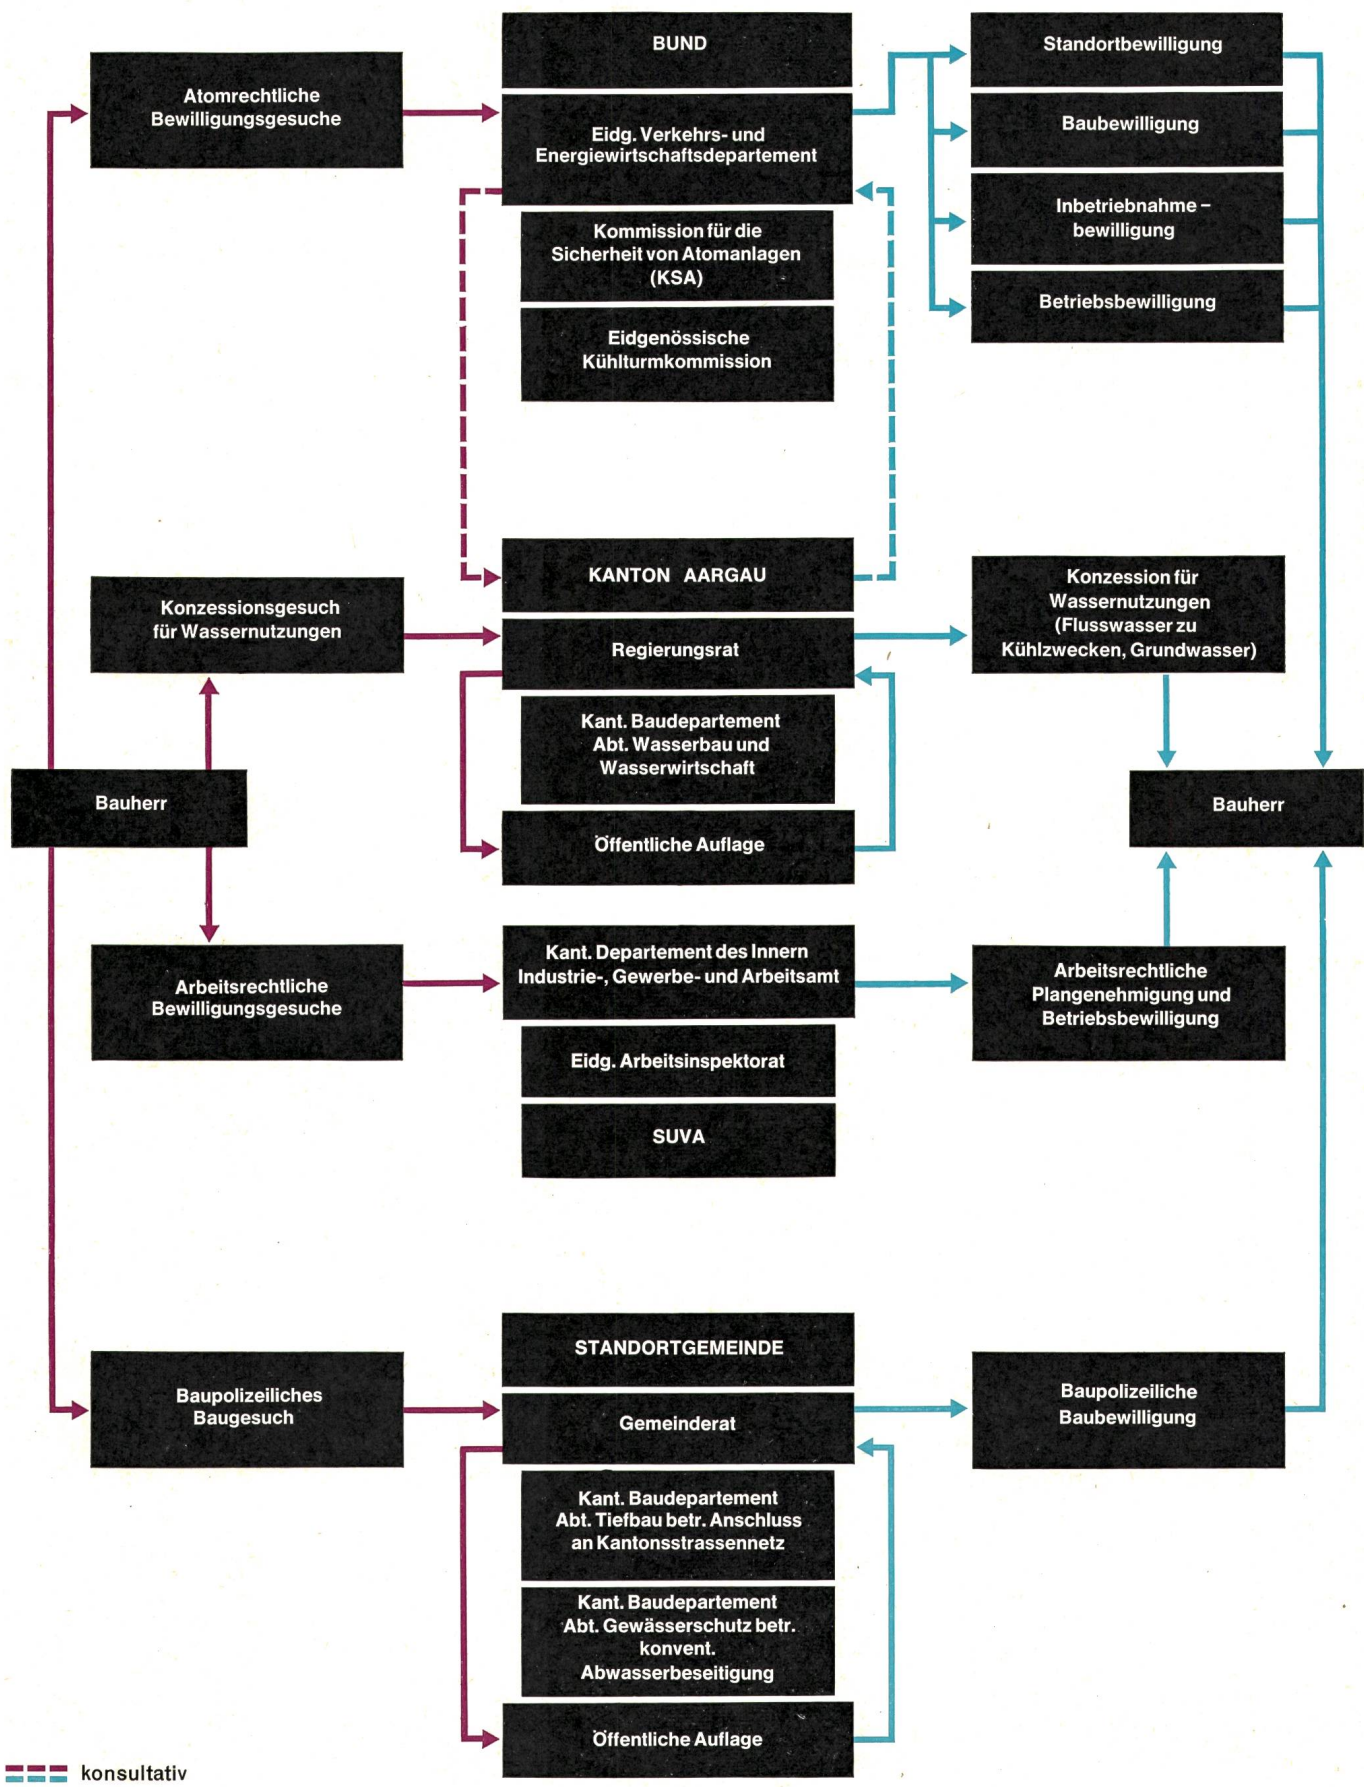 BUND
Standortbewilligung
Atomrechtliche
Bewilligungsgesuche
Eidg. Verkehrs- und
Energiewirtschaftsdepartement
Baubewilligung
Inbetriebnahme –
bewilligung
Kommission für die
Sicherheit von Atomanlagen
(KSA)
Betriebsbewilligung
Eidgenössische
Kühlturmkommission
KANTON AARGAU
Konzessionsgesuch
für Wassernutzungen
Regierungsrat
Konzession für
Wassernutzungen
(Flusswasser zu
Kühlzwecken, Grundwasser)
Kant. Baudepartement
Abt. Wasserbau und
Wasserwirtschaft
Bauherr
Bauherr
Öffentliche Auflage
Arbeitsrechtliche
Bewilligungsgesuche
Kant. Departement des Innern
Industrie-, Gewerbe- und Arbeitsamt
Arbeitsrechtliche
Plangenehmigung und
Betriebsbewilligung
Eidg. Arbeitsinspektorat
SUVA
STANDORTGEMEINDE
Baupolizeiliches
Baugesuch
Gemeinderat
Baupolizeiliche
Baubewilligung
Kant. Baudepartement
Abt. Tiefbau betr. Anschluss
an Kantonsstrassennetz
Kant. Baudepartement
Abt. Gewässerschutz betr.
konvent.
Abwasserbeseitigung
Öffentliche Auflage
konsultativ